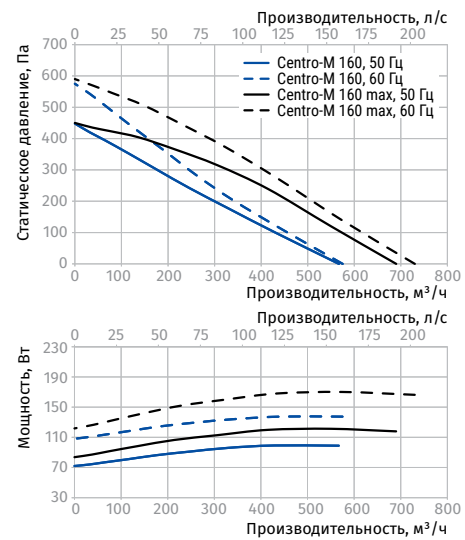 Производительность, л/с
0 25 50 75 100 125 150 175 200
Статическое давление, Па
700
600
500
400
300
200
100
0
Centro-M 160, 50 Гц
Centro-M 160, 60 Гц
Centro-M 160 max, 50 Гц
Centro-M 160 max, 60 Гц
0 100 200 300 400 500 600 700 800
Производительность, м³/ч
Производительность, л/с
0 25 50 75 100 125 150 175 200
Мощность, Вт
230
190
150
110
70
30
0 100 200 300 400 500 600 700 800
Производительность, м³/ч